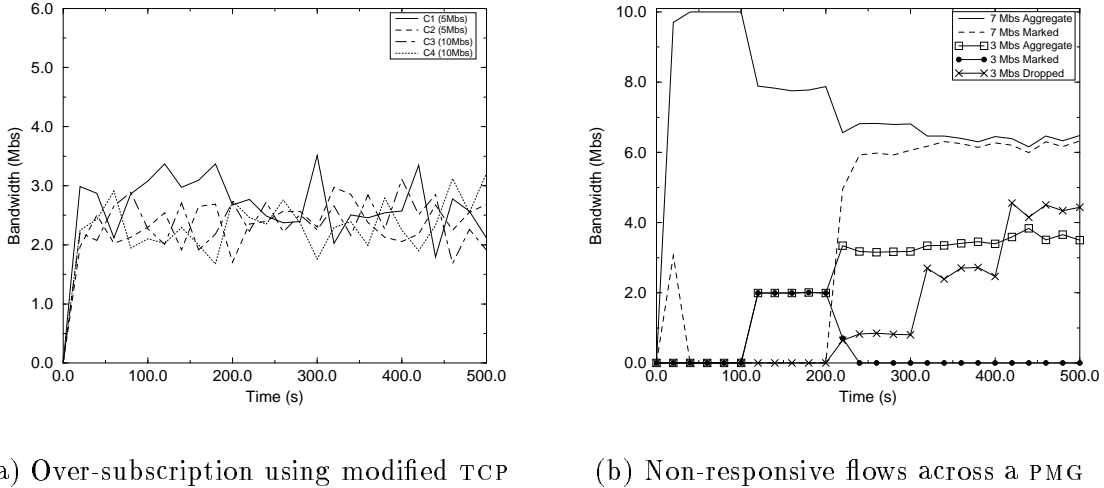 6.0
5.0
4.0
3.0
2.0
1.0
0.0
Bandwidth (Mbs)
0.0 100.0 200.0 300.0 400.0 500.0
Time (s)
C1 (5Mbs)
C2 (5Mbs)
C3 (10Mbs)
C4 (10Mbs)
a) Over-subscription using modified TCP
10.0
8.0
6.0
4.0
2.0
0.0
Bandwidth (Mbs)
0.0 100.0 200.0 300.0 400.0 500.0
Time (s)
7 Mbs Aggregate
7 Mbs Marked
3 Mbs Aggregate
3 Mbs Marked
3 Mbs Dropped
(b) Non-responsive flows across a PMG